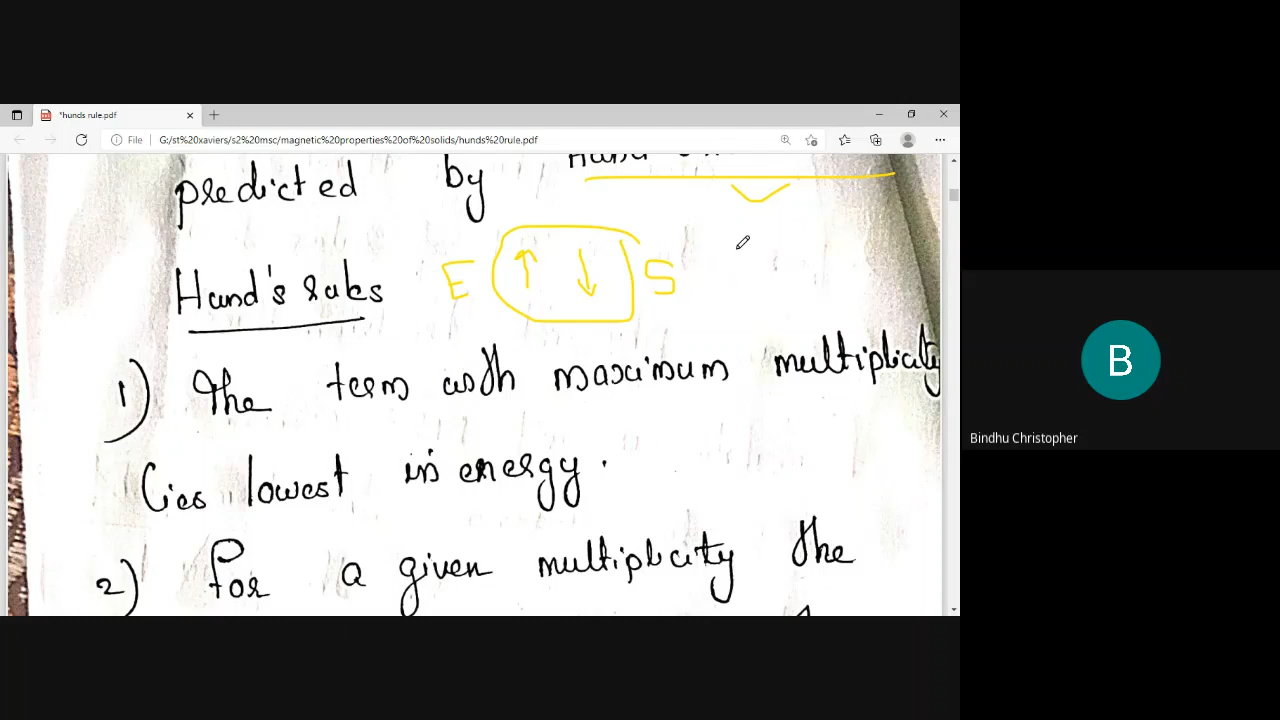 *hunds rule.pdf
File G:/st%20xaviers/s2%20msc/magnetic%20properties%20of%20solids/hunds%20rule.pdf
predicted by
Hund's rules
E ↑ ↓ S
1) The term with maximum multiplicity
lies lowest in energy.
2) For a given multiplicity the
B
Bindhu Christopher